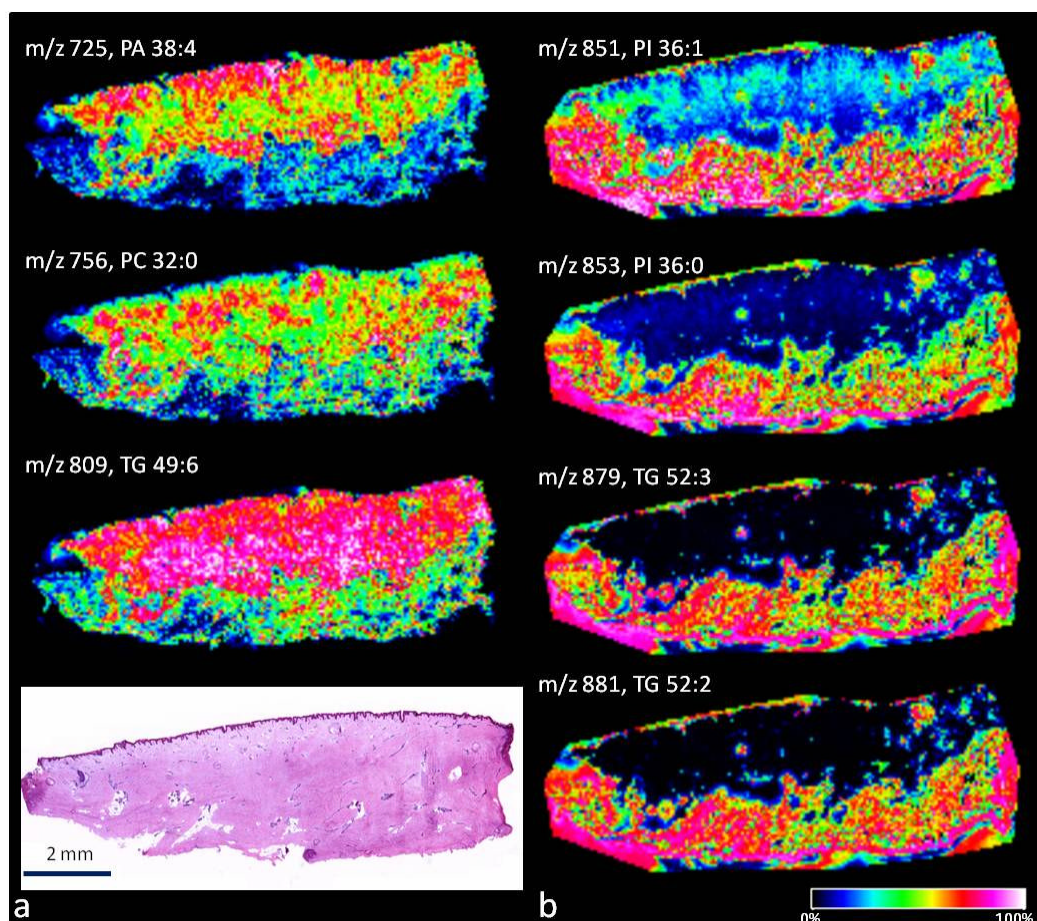 m/z 725, PA 38:4
m/z 756, PC 32:0
m/z 809, TG 49:6
2 mm
a
m/z 851, PI 36:1
m/z 853, PI 36:0
m/z 879, TG 52:3
m/z 881, TG 52:2
b
0% 100%